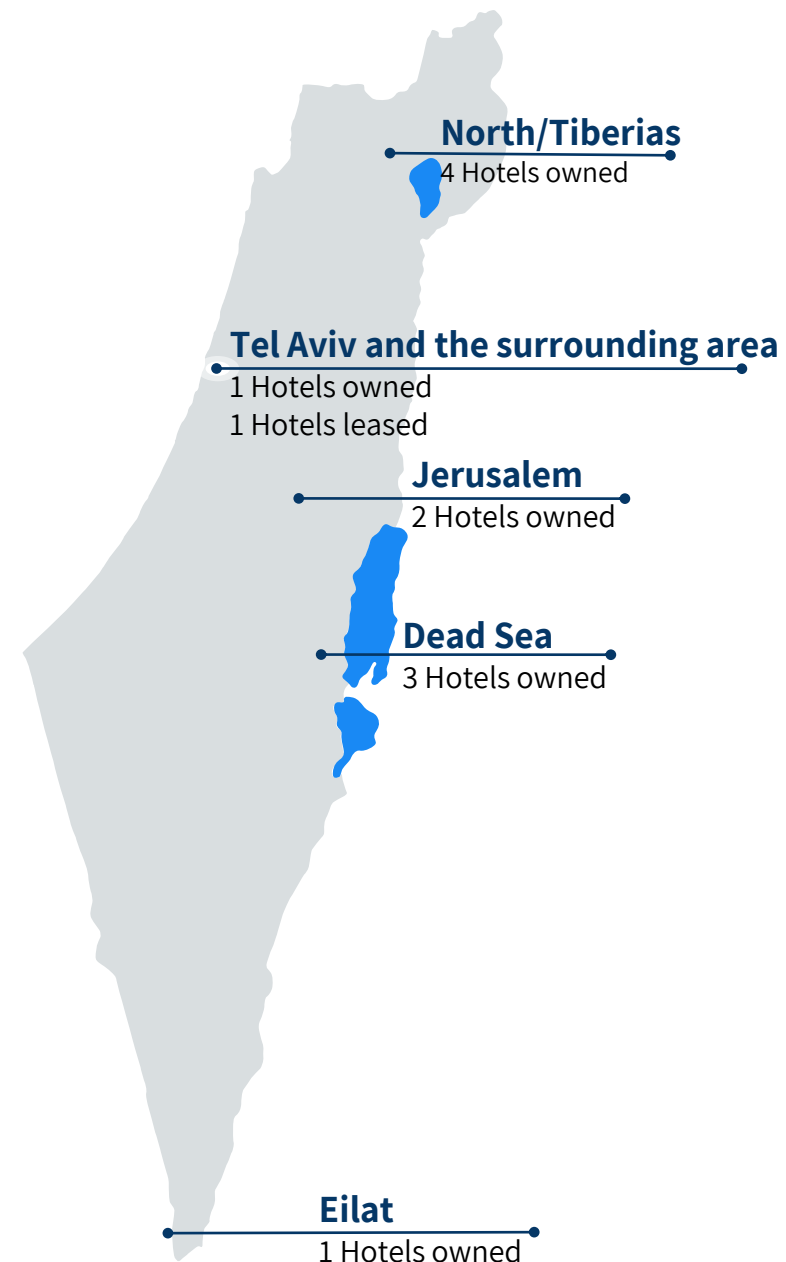 North/Tiberias
4 Hotels owned
Tel Aviv and the surrounding area
1 Hotels owned
1 Hotels leased
Jerusalem
2 Hotels owned
Dead Sea
3 Hotels owned
Eilat
1 Hotels owned